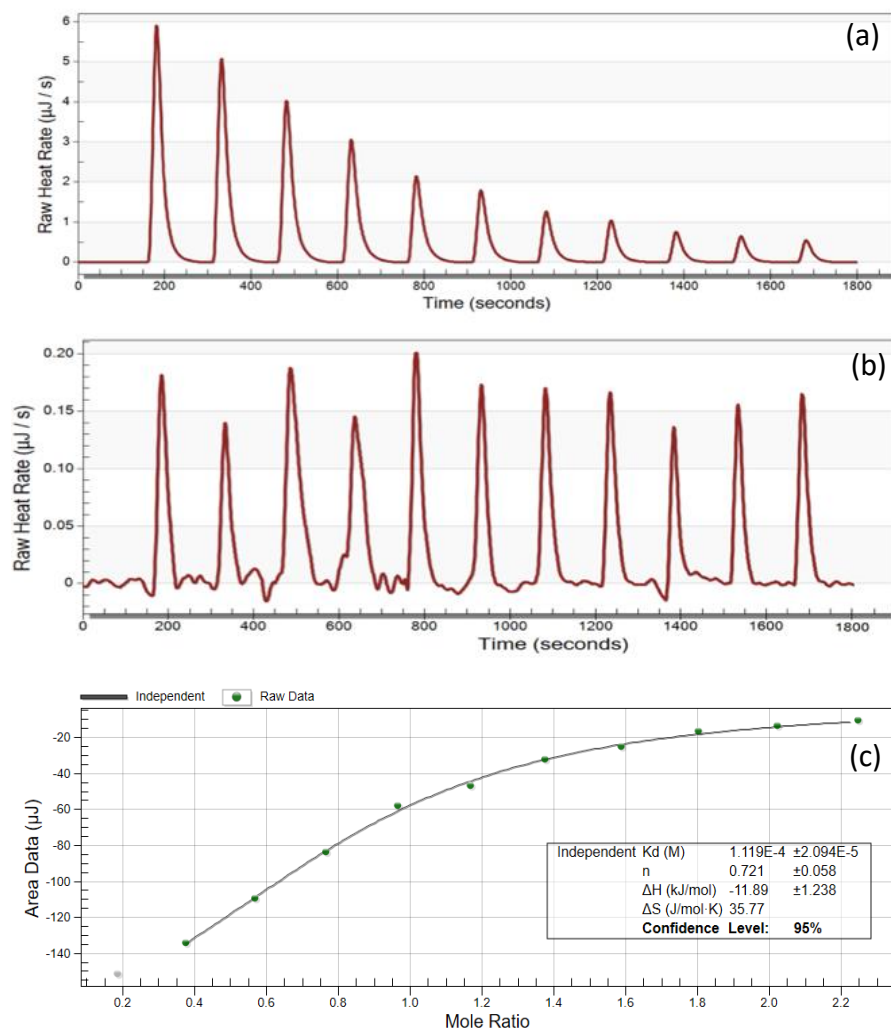 (a)
Raw Heat Rate (µJ / s)
6
5
4
3
2
1
0
0 200 400 600 800 1000 1200 1400 1600 1800
Time (seconds)
(b)
Raw Heat Rate (µJ / s)
0.20
0.15
0.10
0.05
0
0 200 400 600 800 1000 1200 1400 1600 1800
Time (seconds)
Independent Raw Data
(c)
Area Data (µJ)
-20
-40
-60
-80
-100
-120
-140
Independent Kd (M) 1.119E-4 ±2.094E-5
n 0.721 ±0.058
ΔH (kJ/mol) -11.89 ±1.238
ΔS (J/mol·K) 35.77
Confidence Level: 95%
0.2 0.4 0.6 0.8 1.0 1.2 1.4 1.6 1.8 2.0 2.2
Mole Ratio